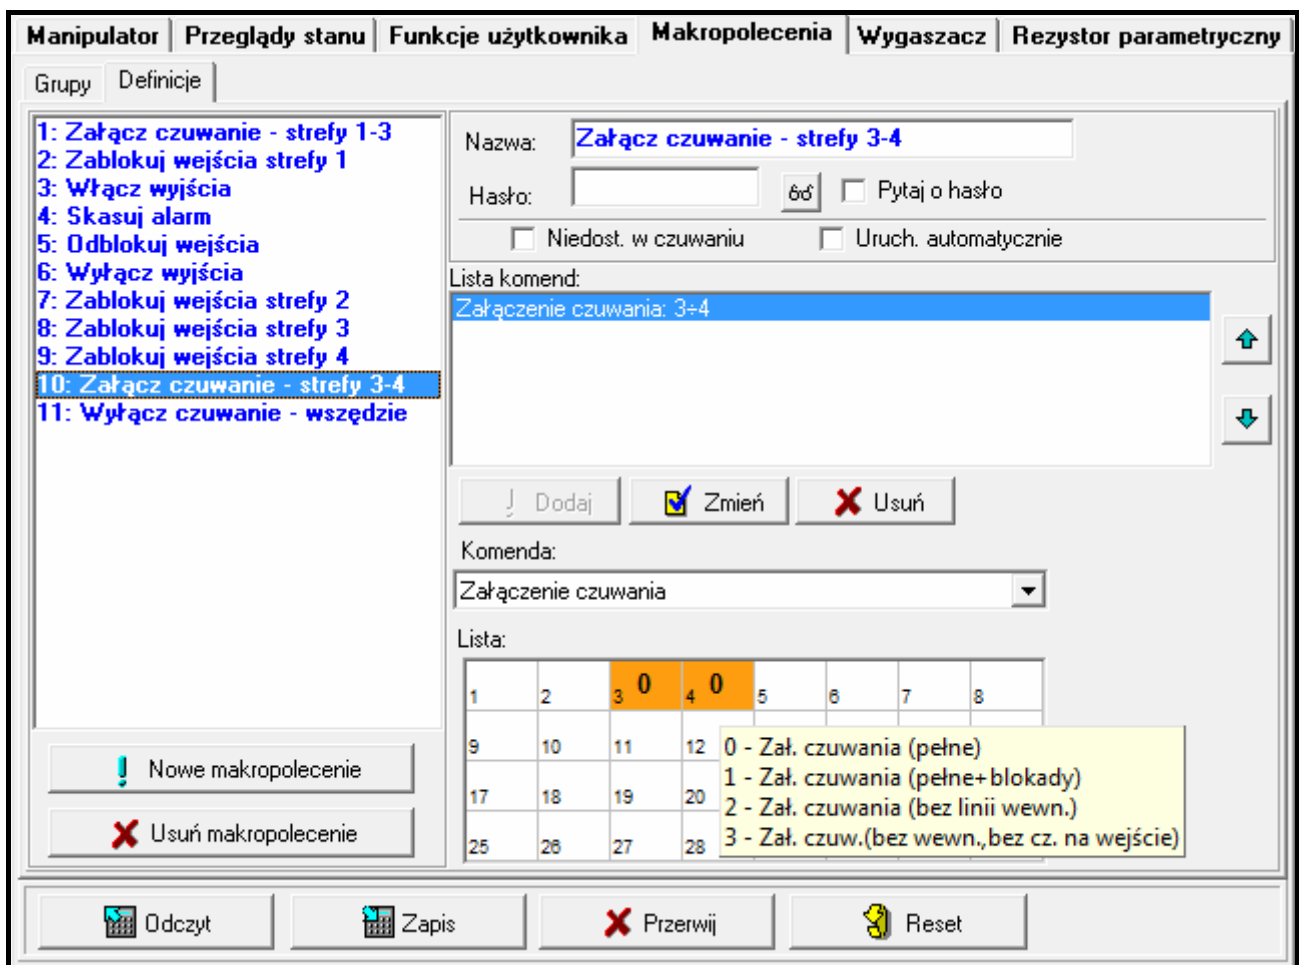 Manipulator Przeglądy stanu Funkcje użytkownika Makropolecenia Wygaszacz Rezystor parametryczny
Grupy Definicje
1: Załącz czuwanie - strefy 1-3
2: Zablokuj wejścia strefy 1
3: Włącz wyjścia
4: Skasuj alarm
5: Odblokuj wejścia
6: Wyłącz wyjścia
7: Zablokuj wejścia strefy 2
8: Zablokuj wejścia strefy 3
9: Zablokuj wejścia strefy 4
10: Załącz czuwanie - strefy 3-4
11: Wyłącz czuwanie - wszędzie
Nowe makropolecenie
Usuń makropolecenie
Nazwa: Załącz czuwanie - strefy 3-4
Hasło: Pytaj o hasło
Niedost. w czuwaniu Uruch. automatycznie
Lista komend:
Załączenie czuwania: 3÷4
Dodaj Zmień Usuń
Komenda:
Załączenie czuwania
Lista:
1 2 3 0 4 0 5 6 7 8
9 10 11 12
17 18 19 20
25 26 27 28
0 - Zał. czuwania (pełne)
1 - Zał. czuwania (pełne+blokady)
2 - Zał. czuwania (bez linii wewn.)
3 - Zał. czuw.(bez wewn.,bez cz. na wejście)
Odczyt Zapis Przerwij Reset